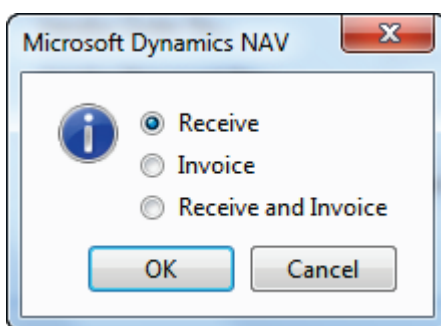 Microsoft Dynamics NAV
Receive
Invoice
Receive and Invoice
OK Cancel